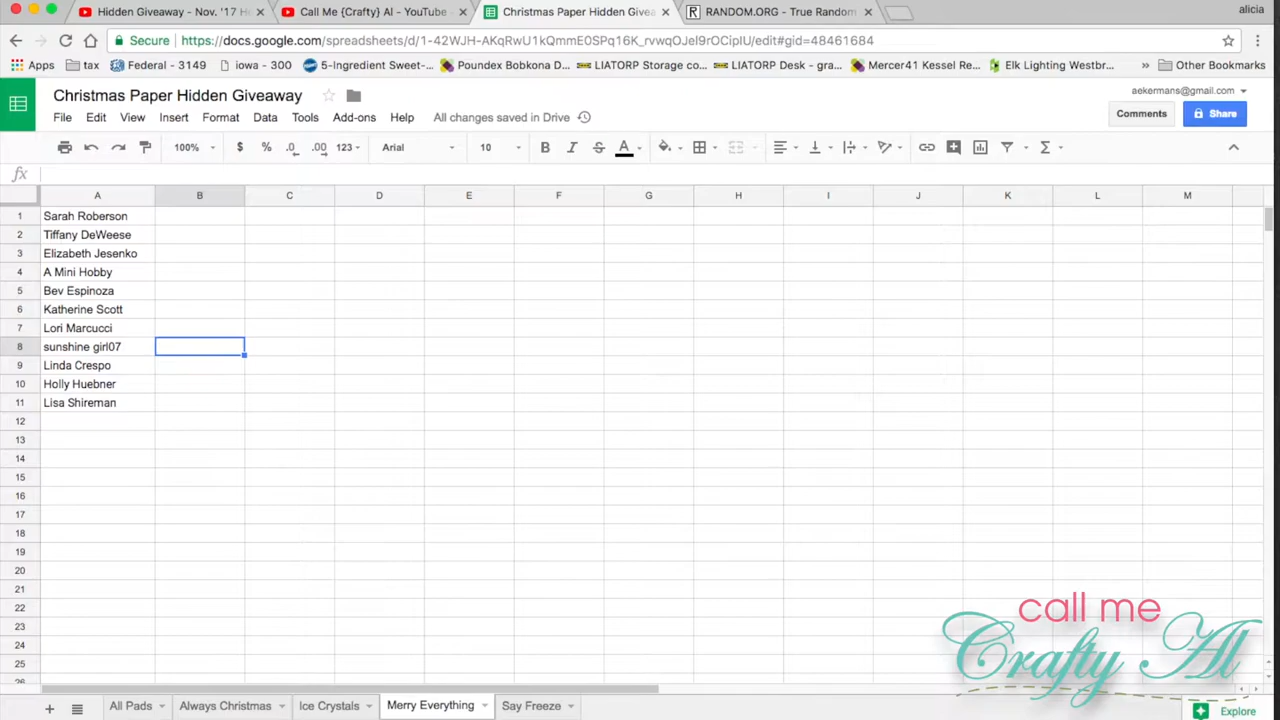 Hidden Giveaway - Nov. '17 H
Call Me {Crafty} Al - YouTube
Christmas Paper Hidden Givea
RANDOM.ORG - True Random
alicia
Secure https://docs.google.com/spreadsheets/d/1-42WJH-AKqRwU1kQmmE0SPq16K_rvwqOJel9rOCipIU/edit#gid=48461684
Apps tax Federal - 3149 iowa - 300 5-Ingredient Sweet-... Poundex Bobkona D... LIATORP Storage co... LIATORP Desk - gra... Mercer41 Kessel Re... Elk Lighting Westbr... » Other Bookmarks
Christmas Paper Hidden Giveaway
aekermans@gmail.com
File Edit View Insert Format Data Tools Add-ons Help All changes saved in Drive
Comments Share
100% $ % .0 .00 123 Arial 10 B I S A Σ
fx
A B C D E F G H I J K L M
1 Sarah Roberson
2 Tiffany DeWeese
3 Elizabeth Jesenko
4 A Mini Hobby
5 Bev Espinoza
6 Katherine Scott
7 Lori Marcucci
8 sunshine girl07
9 Linda Crespo
10 Holly Huebner
11 Lisa Shireman
12
13
14
15
16
17
18
19
20
21
22
23
24
25
26
call me
Crafty Al
+ All Pads Always Christmas Ice Crystals Merry Everything Say Freeze Explore